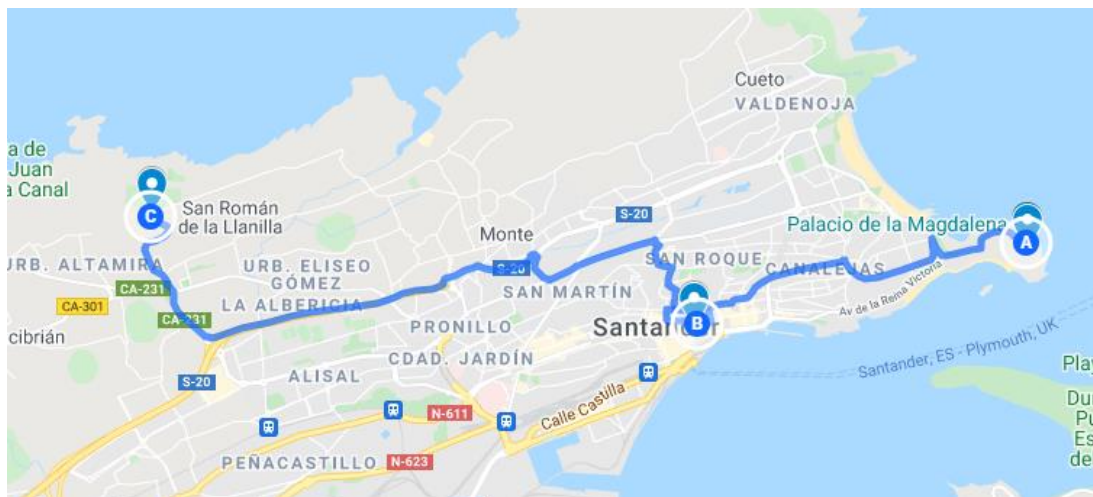 Cueto
VALDENOJA
a de
Juan
a Canal
C
San Román
de la Llanilla
S-20
Palacio de la Magdalena
A
Monte
URB. ALTAMIRA
URB. ELISEO
GÓMEZ
S-20
SAN ROQUE
CANALEJAS
CA-231
CA-301
LA ALBERICIA
SAN MARTÍN
Av de la Reina Victoria
CA-231
cibrián
PRONILLO
Santander
B
CDAD. JARDÍN
Santander, ES - Plymouth, UK
S-20
ALISAL
Play
Calle Castilla
Dun
Pu
Es
del
N-611
PEÑACASTILLO
N-623